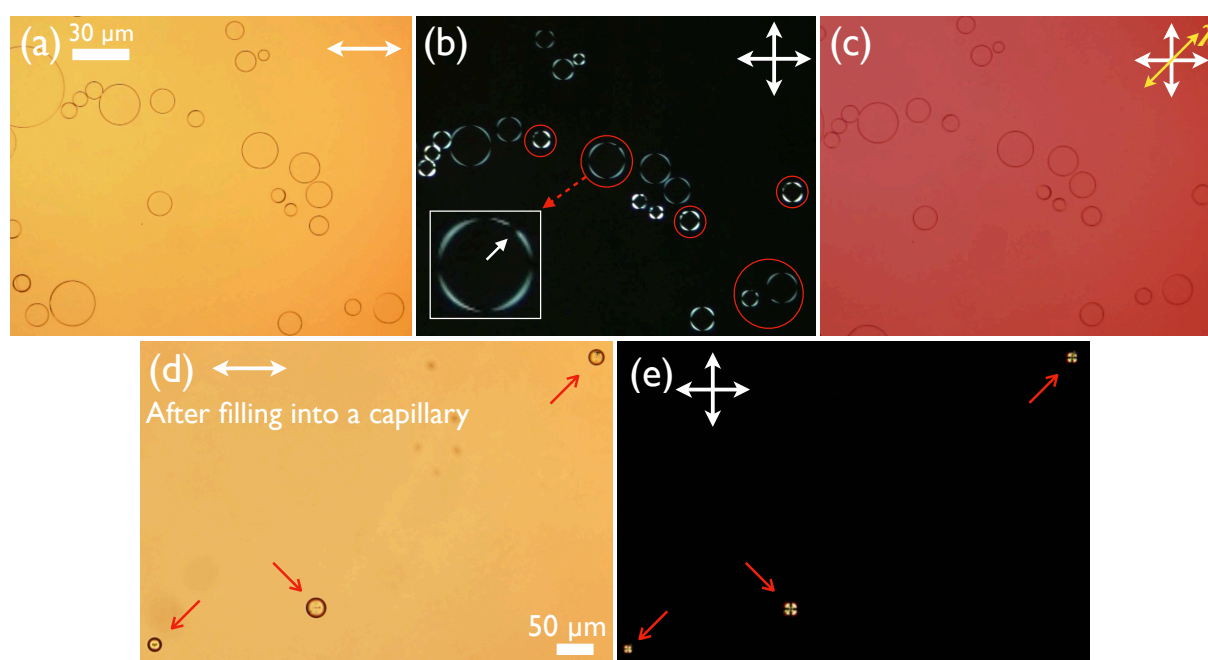 (a)
30 μm
(b)
(c)
λ
(d)
After filling into a capillary
50 μm
(e)